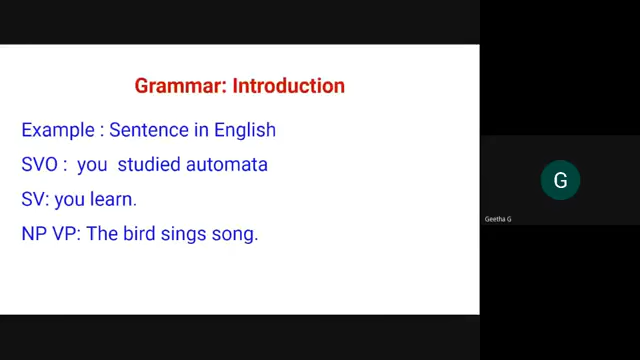 Grammar: Introduction
Example : Sentence in English
SVO : you studied automata
SV: you learn.
NP VP: The bird sings song.
G
Geetha G